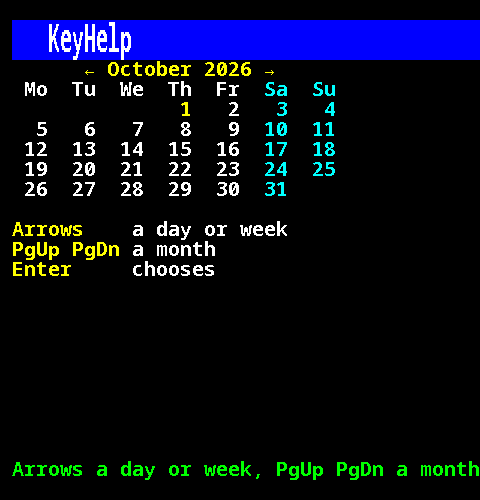 KeyHelp
← October 2026 →
Mo Tu We Th Fr Sa Su
1 2 3 4
5 6 7 8 9 10 11
12 13 14 15 16 17 18
19 20 21 22 23 24 25
26 27 28 29 30 31
Arrows a day or week
PgUp PgDn a month
Enter chooses
Arrows a day or week, PgUp PgDn a month